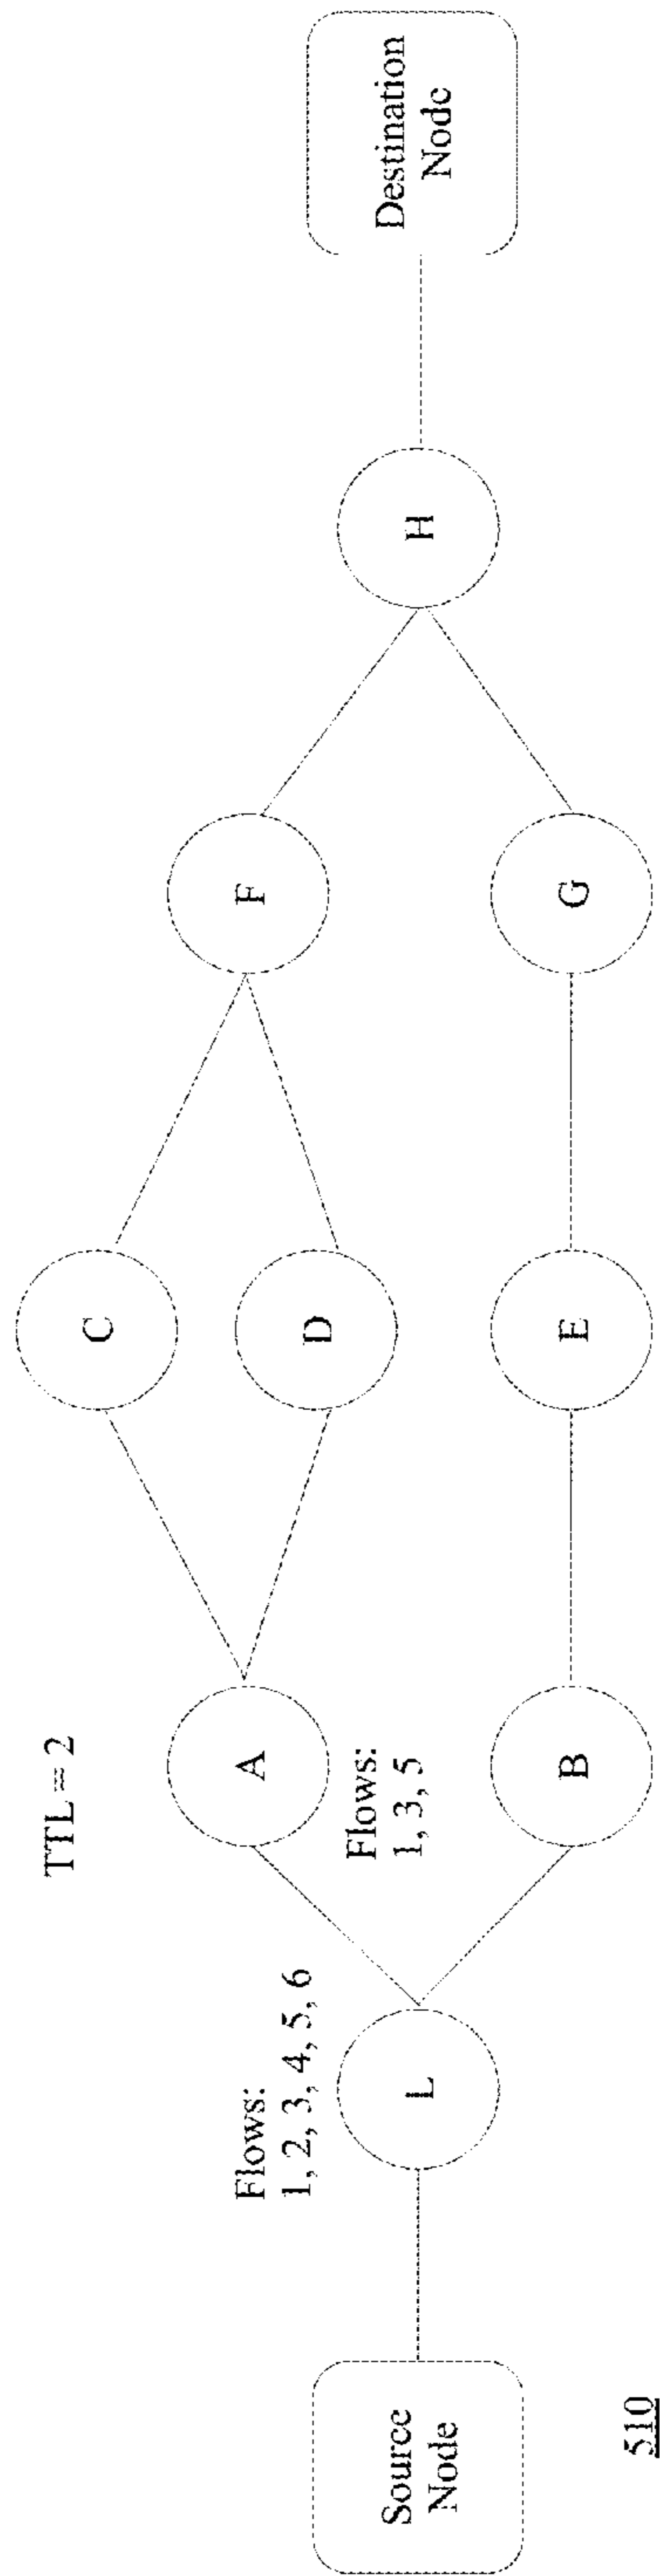 TTL = 2
Flows:
1, 2, 3, 4, 5, 6
Source
Node
L
A
Flows:
1, 3, 5
B
C
D
E
F
G
H
Destination
Node
510